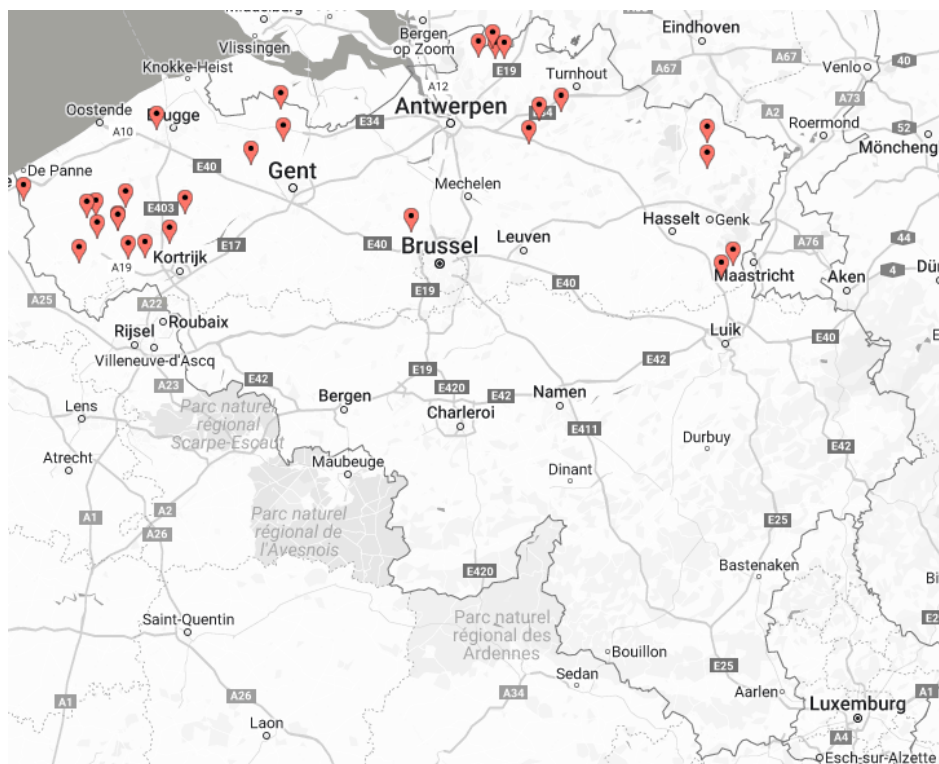 Vlissingen
Bergen
op Zoom
Eindhoven
A67
A67
Venlo
40
Knokke-Heist
A12
E19
Turnhout
A73
Oostende
Brugge
Antwerpen
A2
Roermond
A10
E34
52
E40
Gent
Mechelen
De Panne
E403
Hasselt
Genk
E17
E40
Brussel
Leuven
A76
44
A19
Kortrijk
Maastricht
Aken
4
A25
A22
E19
E40
Rijsel
Roubaix
Luik
E40
Villeneuve-d'Ascq
E42
A23
E42
E19
E420
Lens
Parc naturel
régional
Scarpe-Escaut
Bergen
E42
Namen
Charleroi
E411
Durbuy
E42
Atrecht
Maubeuge
Dinant
A1
A2
Parc naturel
régional de
l'Avesnois
A26
E25
E420
Bastenaken
Saint-Quentin
Parc naturel
régional des
Ardennes
Bouillon
E25
Sedan
A1
A26
A34
Aarlen
A1
Luxemburg
Laon
A4
Esch-sur-Alzette